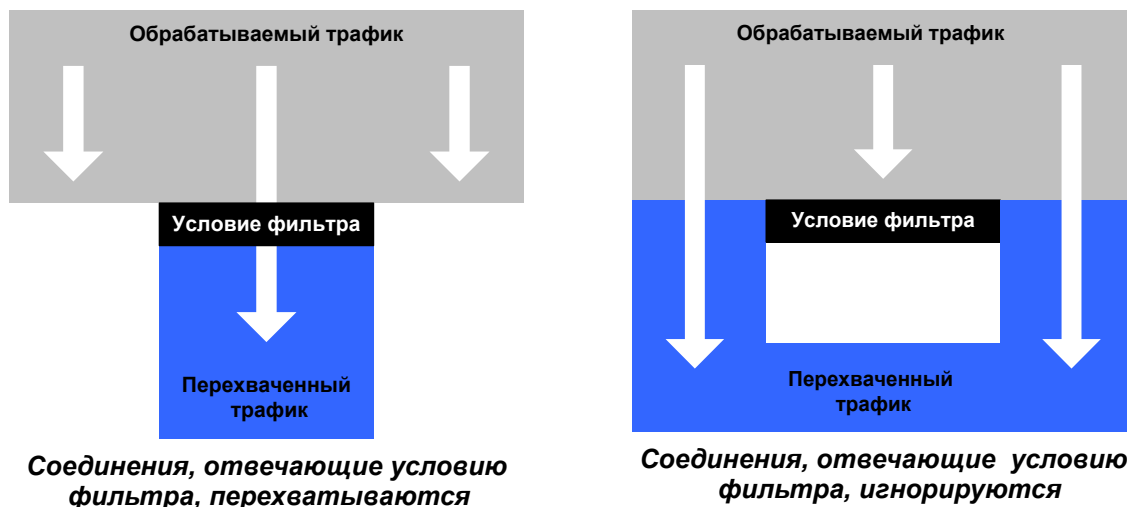 Обрабатываемый трафик
Условие фильтра
Перехваченный
трафик
Соединения, отвечающие условию
фильтра, перехватываются
Обрабатываемый трафик
Условие фильтра
Перехваченный
трафик
Соединения, отвечающие условию
фильтра, игнорируются